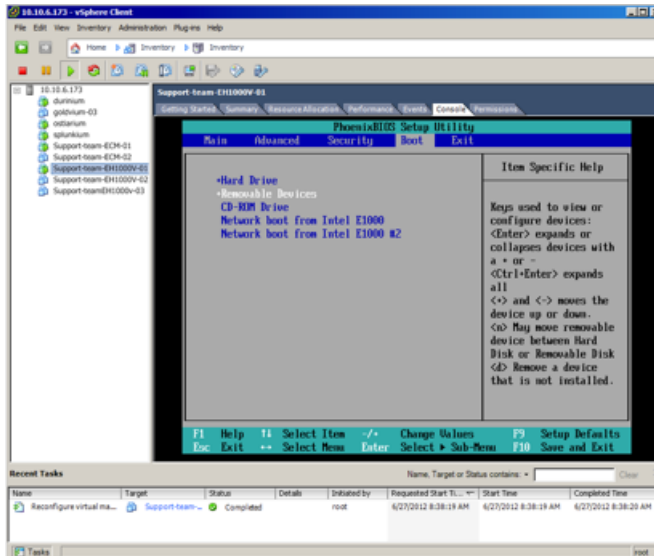 10.10.6.173 - vSphere Client
File Edit View Inventory Administration Plug-ins Help
Home Inventory Inventory
10.10.6.173
durinium
goldvium-03
ostiarium
splunkium
Support-team-ECM-01
Support-team-ECM-02
Support-team-EH1000V-01
Support-team-EH1000V-02
Support-teamEH1000v-03
Support-team-EH1000V-01
Getting Started Summary Resource Allocation Performance Events Console Permissions
PhoenixBIOS Setup Utility
Main Advanced Security Boot Exit
+Hard Drive
+Removable Devices
CD-ROM Drive
Network boot from Intel E1000
Network boot from Intel E1000 #2
Item Specific Help
Keys used to view or
configure devices:
<Enter> expands or
collapses devices with
a + or -
<Ctrl+Enter> expands
all
<+> and <-> moves the
device up or down.
<n> May move removable
device between Hard
Disk or Removable Disk
<d> Remove a device
that is not installed.
F1 Help ↑↓ Select Item -/+ Change Values F9 Setup Defaults
Esc Exit ↔ Select Menu Enter Select ▶ Sub-Menu F10 Save and Exit
Recent Tasks
Name, Target or Status contains: Clear
Name Target Status Details Initiated by Requested Start Ti... Start Time Completed Time
Reconfigure virtual ma... Support-team-... Completed root 6/27/2012 8:38:19 AM 6/27/2012 8:38:19 AM 6/27/2012 8:38:20 AM
Tasks root